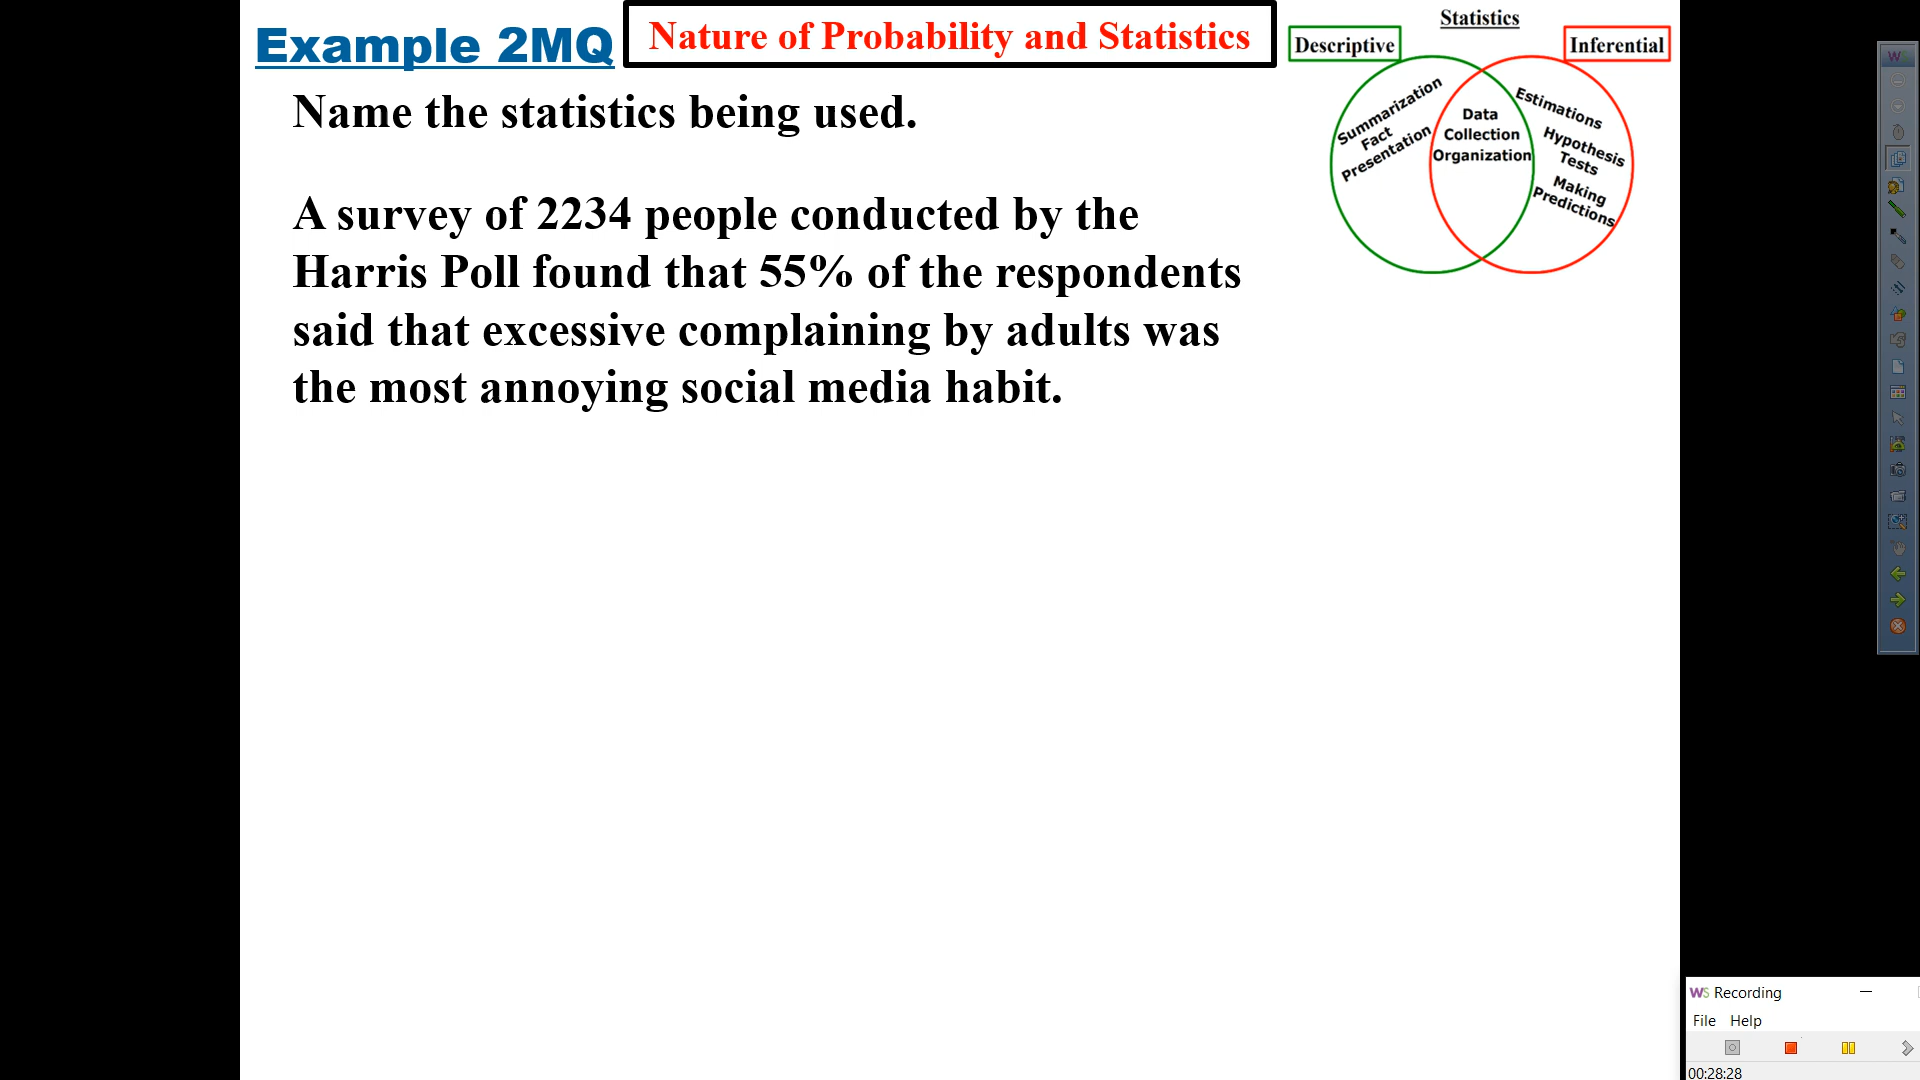 Example 2MQ
Nature of Probability and Statistics
Name the statistics being used.
A survey of 2234 people conducted by the
Harris Poll found that 55% of the respondents
said that excessive complaining by adults was
the most annoying social media habit.
Statistics
Descriptive
Inferential
Summarization
Fact
Presentation
Data
Collection
Organization
Estimations
Hypothesis
Tests
Making
Predictions
WS Recording
File Help
00:28:28